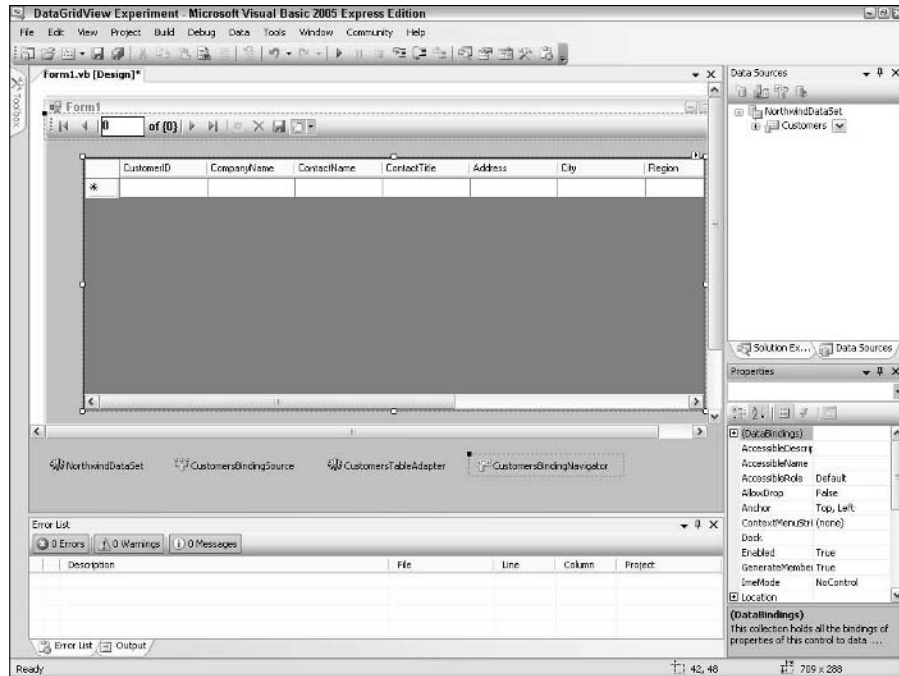 DataGridView Experiment - Microsoft Visual Basic 2005 Express Edition
File Edit View Project Build Debug Data Tools Window Community Help
Toolbox
Form1.vb [Design]*
Form1
0 of {0}
CustomerID CompanyName ContactName ContactTitle Address City Region
NorthwindDataSet CustomersBindingSource CustomersTableAdapter CustomersBindingNavigator
Error List
0 Errors 0 Warnings 0 Messages
Description File Line Column Project
Error List Output
Data Sources
NorthwindDataSet
Customers
Solution Ex... Data Sources
Properties
(DataBindings)
AccessibleDescrip
AccessibleName
AccessibleRole Default
AllowDrop False
Anchor Top, Left
ContextMenuStri (none)
Dock
Enabled True
GenerateMember True
ImeMode NoControl
Location
(DataBindings)
This collection holds all the bindings of
properties of this control to data ...
Ready 42, 48 709 x 288